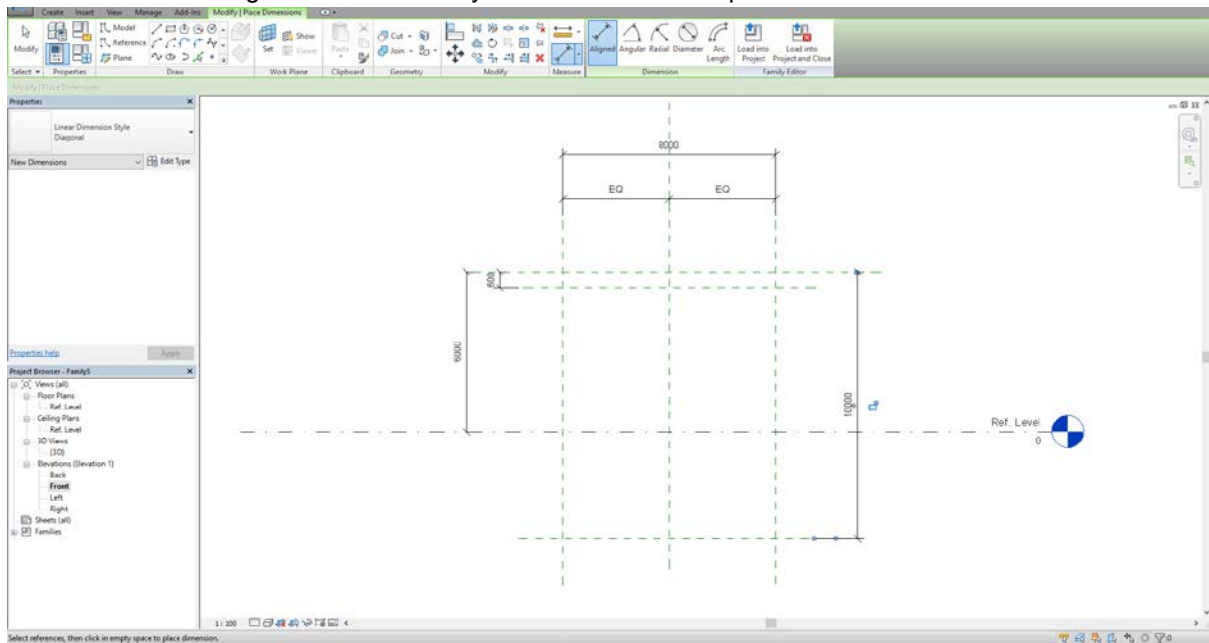 Create Insert View Manage Add-Ins Modify | Place Dimensions
Modify
Model
Reference
Plane
Set
Show
Viewer
Paste
Cut
Join
Aligned Angular Radial Diameter Arc Length
Load into Project
Load into Project and Close
Select Properties Draw Work Plane Clipboard Geometry Modify Measure Dimension Family Editor
Modify | Place Dimensions
Properties
Linear Dimension Style
Diagonal
New Dimensions
Edit Type
Properties help
Apply
Project Browser - Family5
Views (all)
Floor Plans
Ref. Level
Ceiling Plans
Ref. Level
3D Views
{3D}
Elevations (Elevation 1)
Back
Front
Left
Right
Sheets (all)
Families
8000
EQ EQ
600
6000
10000
Ref. Level
0
1 : 100
Select references, then click in empty space to place dimension.
:0